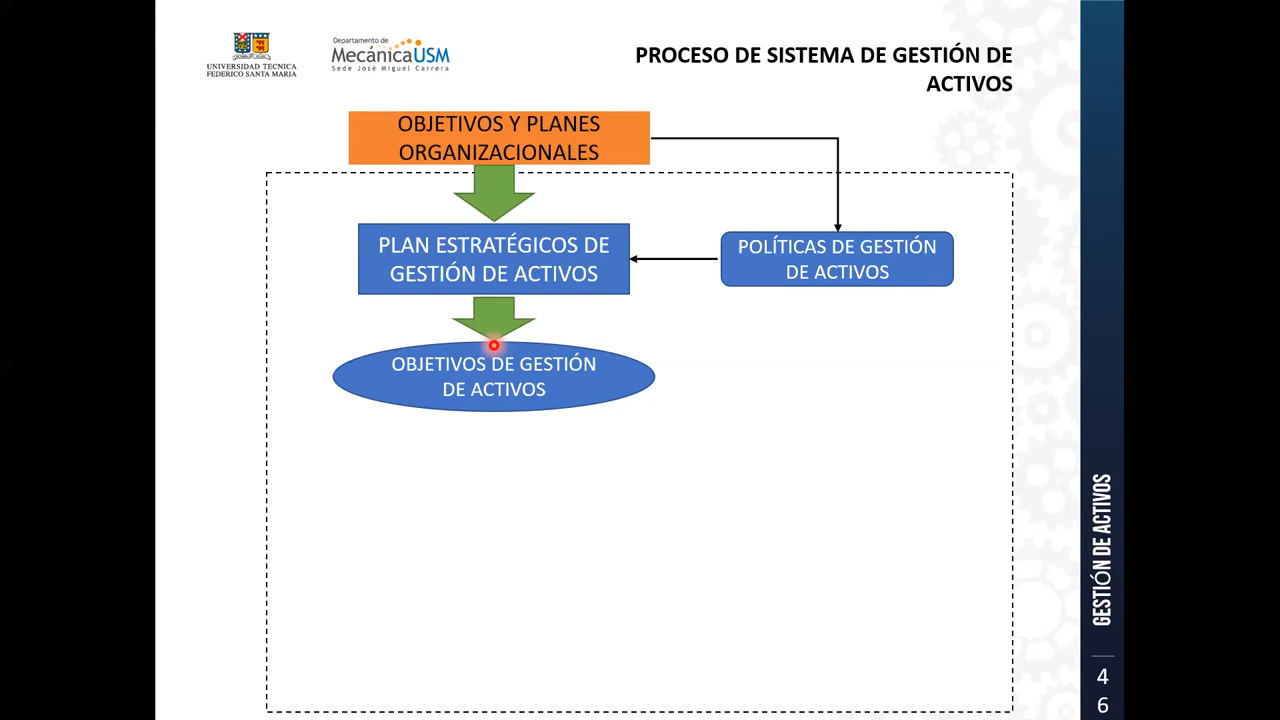 UNIVERSIDAD TECNICA
FEDERICO SANTA MARIA
Departamento de
MecánicaUSM
Sede José Miguel Carrera
PROCESO DE SISTEMA DE GESTIÓN DE
ACTIVOS
OBJETIVOS Y PLANES
ORGANIZACIONALES
PLAN ESTRATÉGICOS DE
GESTIÓN DE ACTIVOS
POLÍTICAS DE GESTIÓN
DE ACTIVOS
OBJETIVOS DE GESTIÓN
DE ACTIVOS
GESTIÓN DE ACTIVOS
4
6